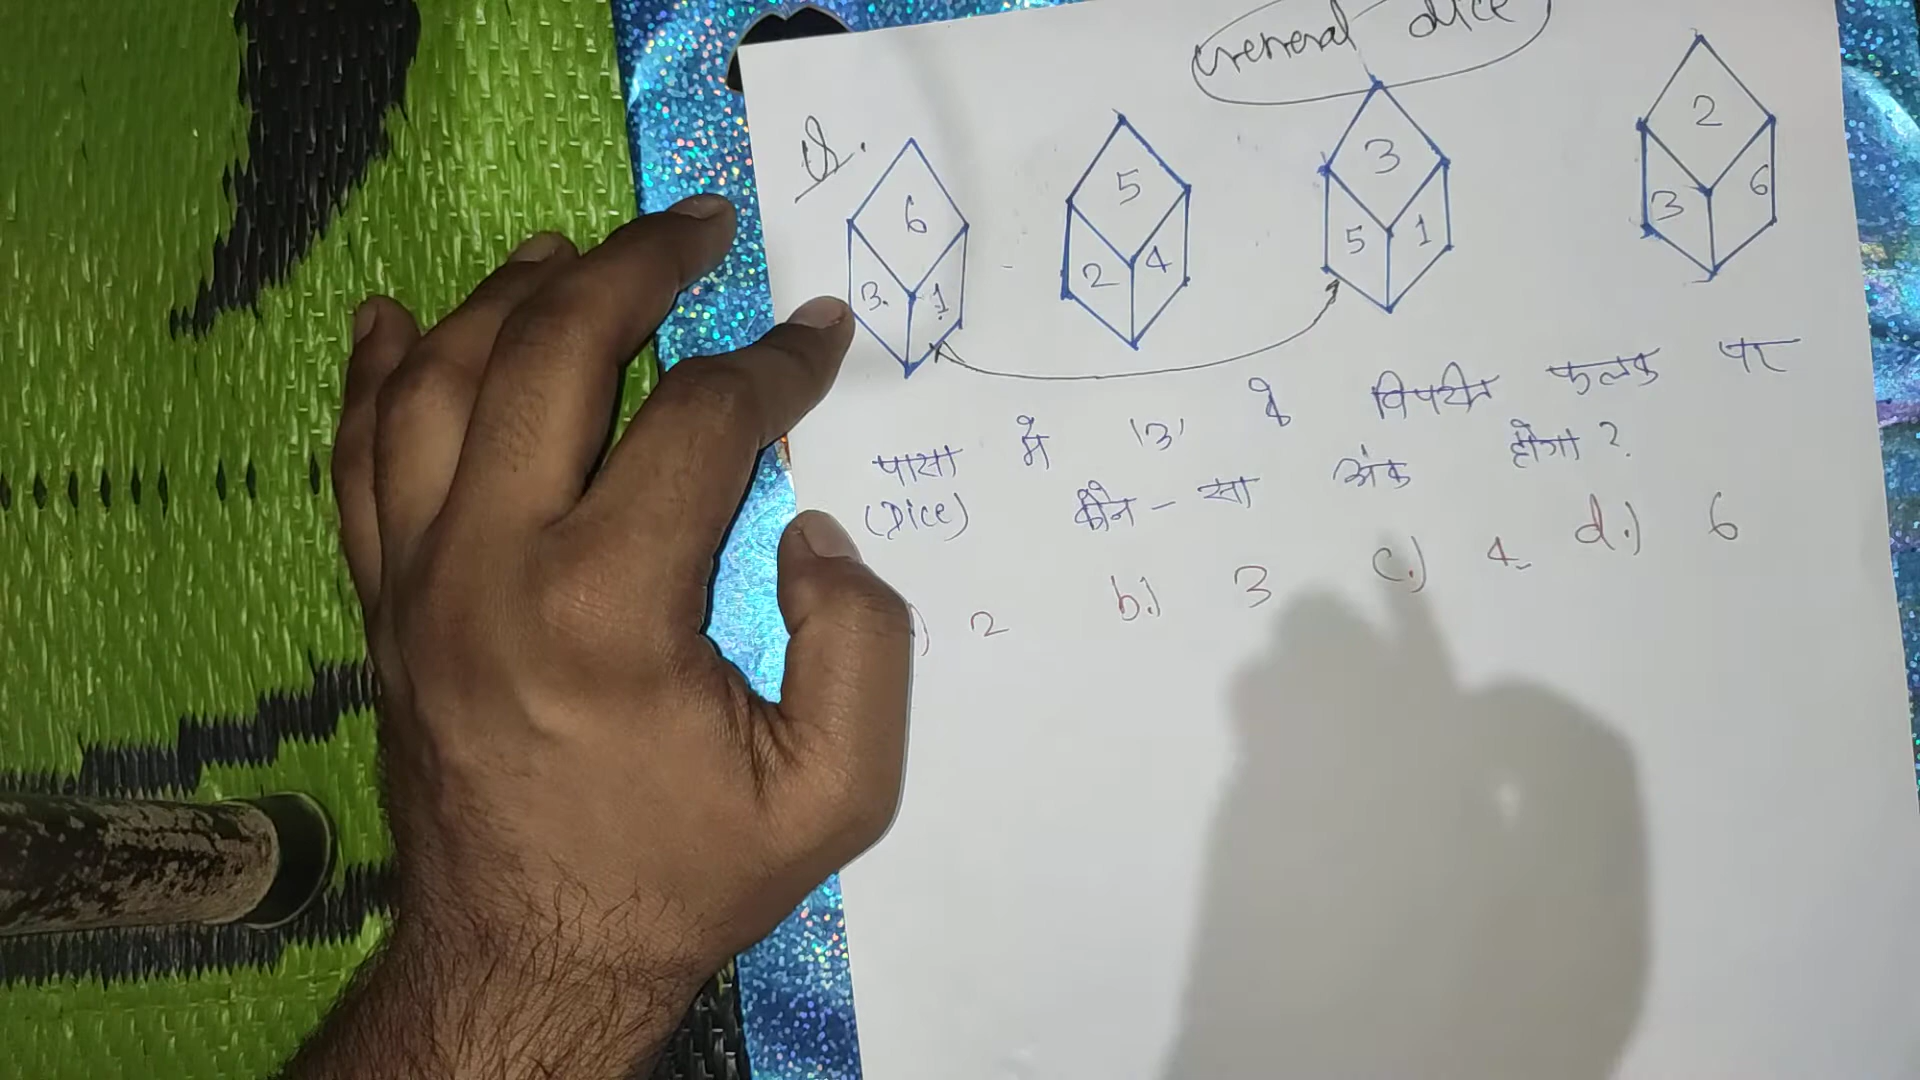 General dice
Q.
6 3. 1
5 2 4
3 5 1
2 3 6
पासा में '3' के विपरीत फलक पर
(Dice) कौन - सा अंक होगा ?
) 2 b.) 3 c.) 4 d.) 6